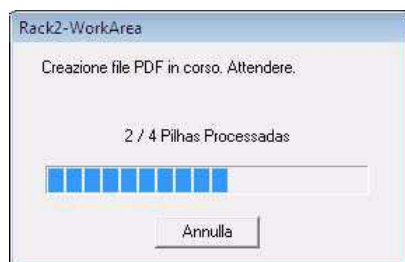 Rack2-WorkArea
Creazione file PDF in corso. Attendere.
2 / 4 Pilhas Processadas
Annulla